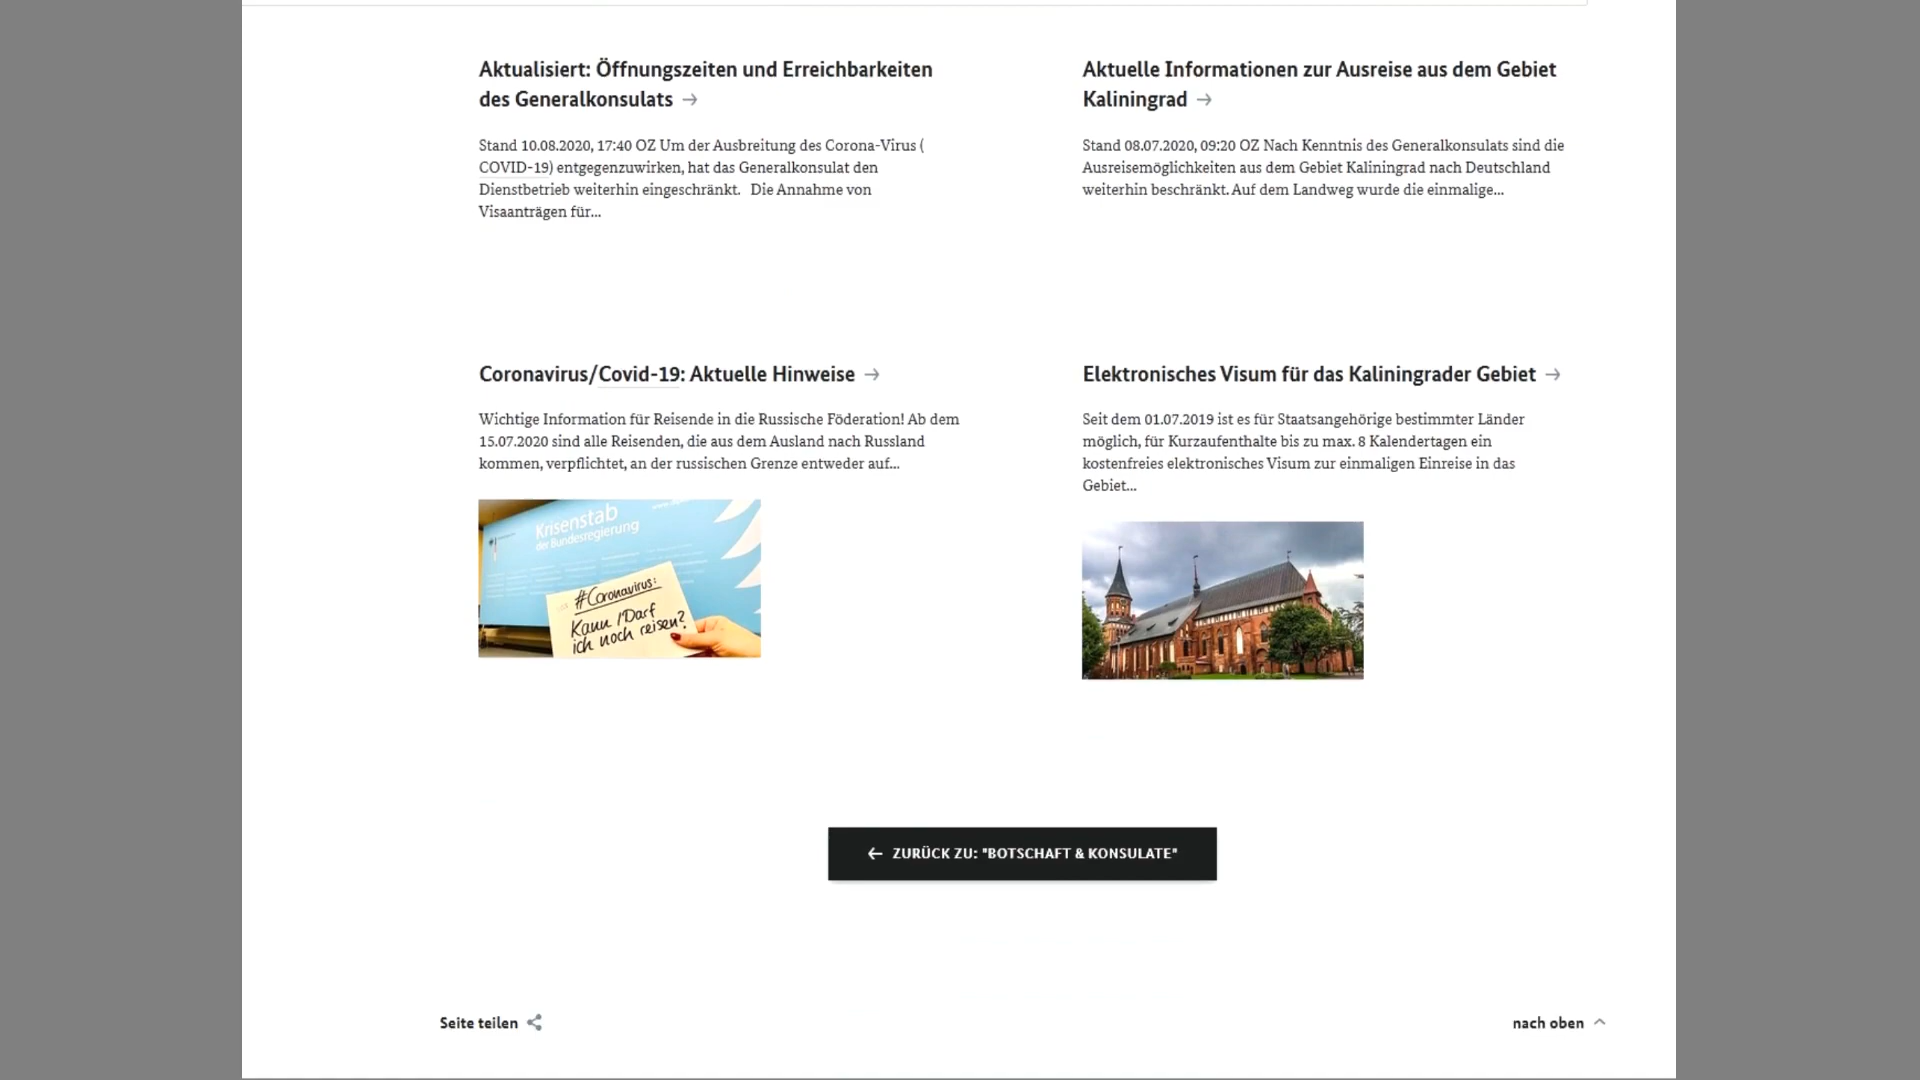 Aktualisiert: Öffnungszeiten und Erreichbarkeiten
des Generalkonsulats
Stand 10.08.2020, 17:40 OZ Um der Ausbreitung des Corona-Virus (
COVID-19) entgegenzuwirken, hat das Generalkonsulat den
Dienstbetrieb weiterhin eingeschränkt.   Die Annahme von
Visaanträgen für...
Aktuelle Informationen zur Ausreise aus dem Gebiet
Kaliningrad
Stand 08.07.2020, 09:20 OZ Nach Kenntnis des Generalkonsulats sind die
Ausreisemöglichkeiten aus dem Gebiet Kaliningrad nach Deutschland
weiterhin beschränkt. Auf dem Landweg wurde die einmalige...
Coronavirus/Covid-19: Aktuelle Hinweise
Wichtige Information für Reisende in die Russische Föderation! Ab dem
15.07.2020 sind alle Reisenden, die aus dem Ausland nach Russland
kommen, verpflichtet, an der russischen Grenze entweder auf...
Krisenstab
der Bundesregierung
#Coronavirus:
Kann / Darf
ich noch reisen?
Elektronisches Visum für das Kaliningrader Gebiet
Seit dem 01.07.2019 ist es für Staatsangehörige bestimmter Länder
möglich, für Kurzaufenthalte bis zu max. 8 Kalendertagen ein
kostenfreies elektronisches Visum zur einmaligen Einreise in das
Gebiet...
ZURÜCK ZU: "BOTSCHAFT & KONSULATE"
Seite teilen
nach oben